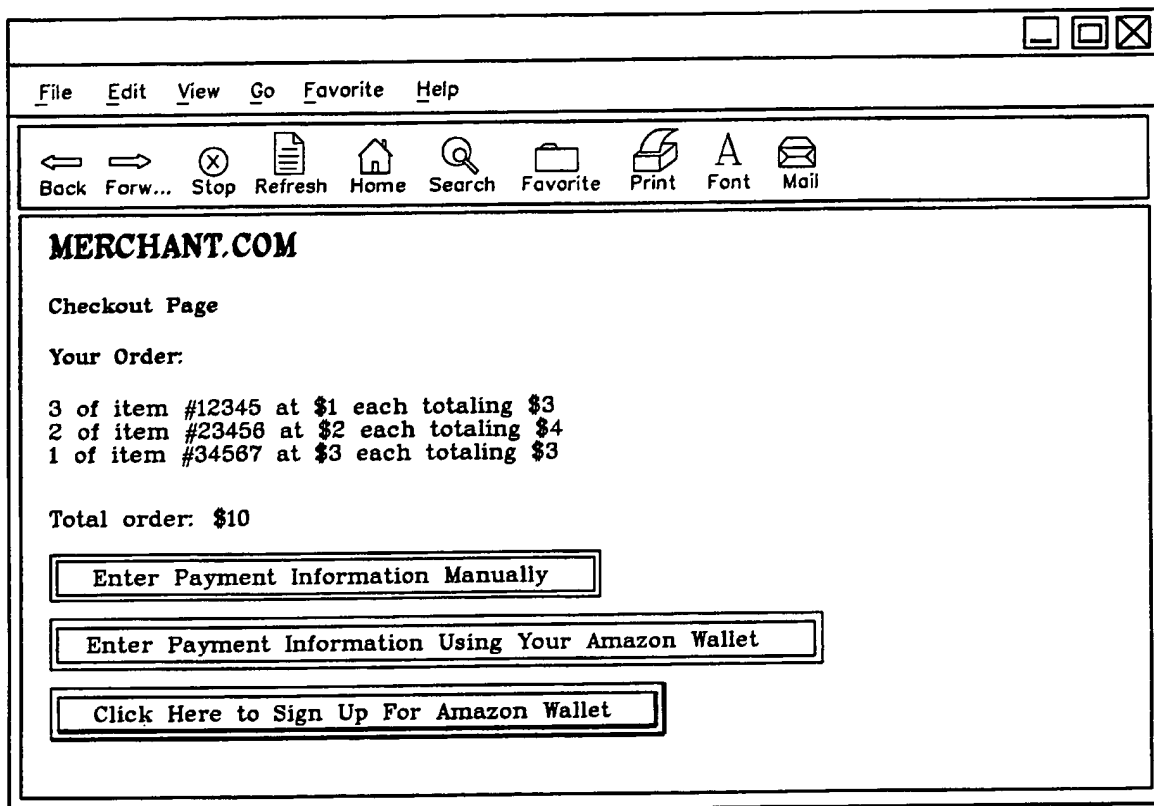 File Edit View Go Favorite Help
Back Forw... Stop Refresh Home Search Favorite Print Font Mail
MERCHANT.COM
Checkout Page
Your Order:
3 of item #12345 at $1 each totaling $3
2 of item #23456 at $2 each totaling $4
1 of item #34567 at $3 each totaling $3
Total order: $10
Enter Payment Information Manually
Enter Payment Information Using Your Amazon Wallet
Click Here to Sign Up For Amazon Wallet